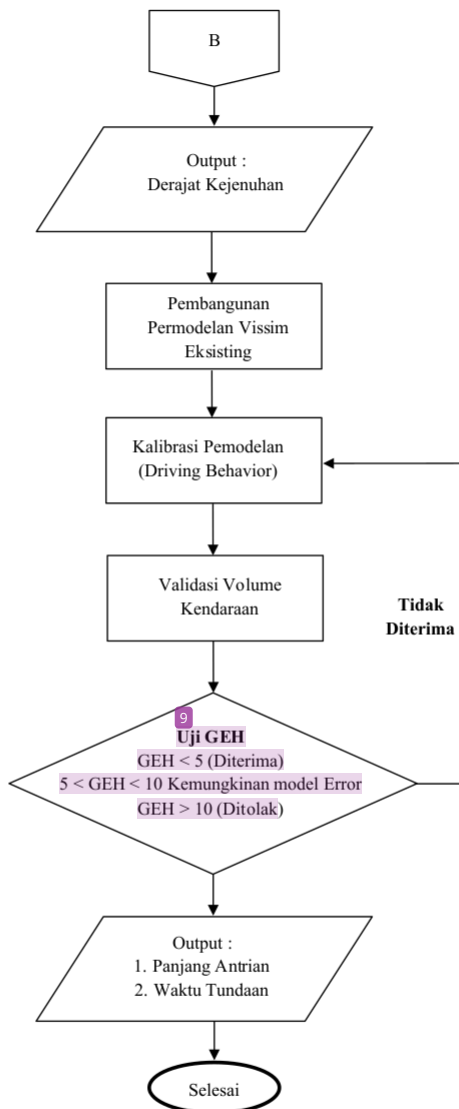 B
Output :
Derajat Kejenuhan
Pembangunan
Permodelan Vissim
Eksisting
Kalibrasi Pemodelan
(Driving Behavior)
Validasi Volume
Kendaraan
Tidak
Diterima
9
Uji GEH
GEH < 5 (Diterima)
5 < GEH < 10 Kemungkinan model Error
GEH > 10 (Ditolak)
Output :
1. Panjang Antrian
2. Waktu Tundaan
Selesai